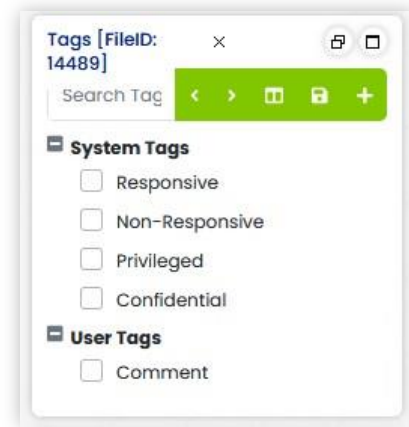 Tags [FileID:
14489]
Search Tag
System Tags
Responsive
Non-Responsive
Privileged
Confidential
User Tags
Comment